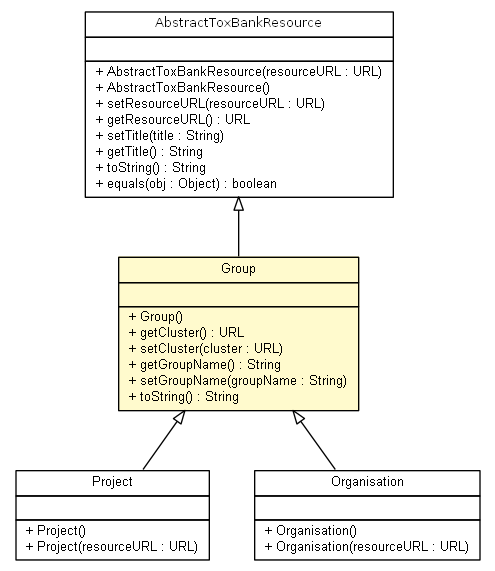 AbstractToxBankResource
+ AbstractToxBankResource(resourceURL : URL)
+ AbstractToxBankResource()
+ setResourceURL(resourceURL : URL)
+ getResourceURL() : URL
+ setTitle(title : String)
+ getTitle() : String
+ toString() : String
+ equals(obj : Object) : boolean
Group
+ Group()
+ getCluster() : URL
+ setCluster(cluster : URL)
+ getGroupName() : String
+ setGroupName(groupName : String)
+ toString() : String
Project
+ Project()
+ Project(resourceURL : URL)
Organisation
+ Organisation()
+ Organisation(resourceURL : URL)